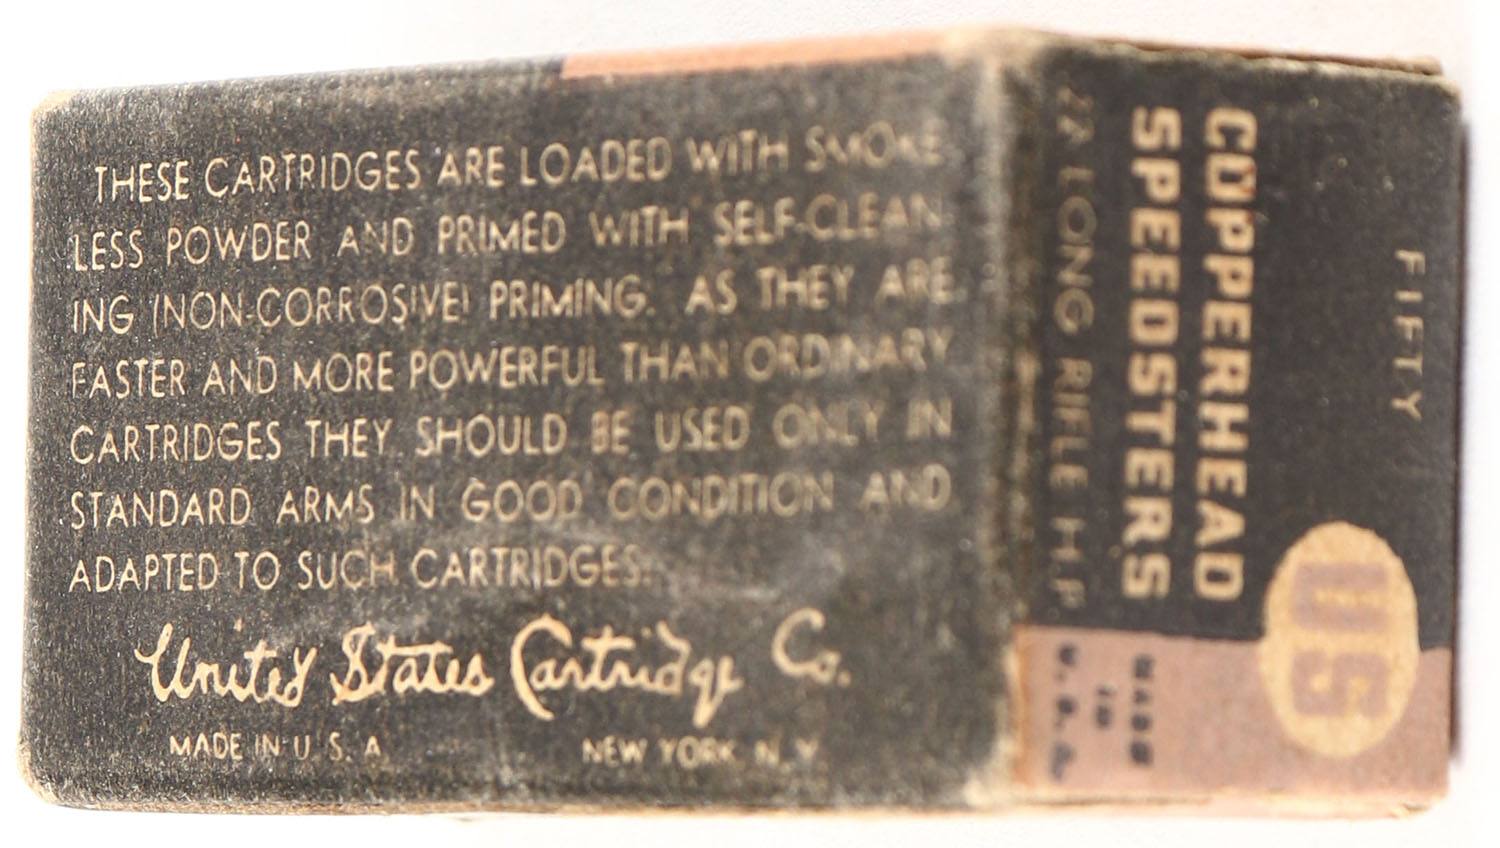 THESE CARTRIDGES ARE LOADED WITH SMOKE
LESS POWDER AND PRIMED WITH SELF-CLEAN
ING (NON-CORROSIVE) PRIMING. AS THEY ARE
FASTER AND MORE POWERFUL THAN ORDINARY
CARTRIDGES THEY SHOULD BE USED ONLY IN
STANDARD ARMS IN GOOD CONDITION AND
ADAPTED TO SUCH CARTRIDGES.
United States Cartridge Co.
MADE IN U. S. A
NEW YORK N. Y.
FIFTY
COPPERHEAD
SPEEDSTERS
22 LONG RIFLE H.P.
US
MADE
IN
U.S.A.